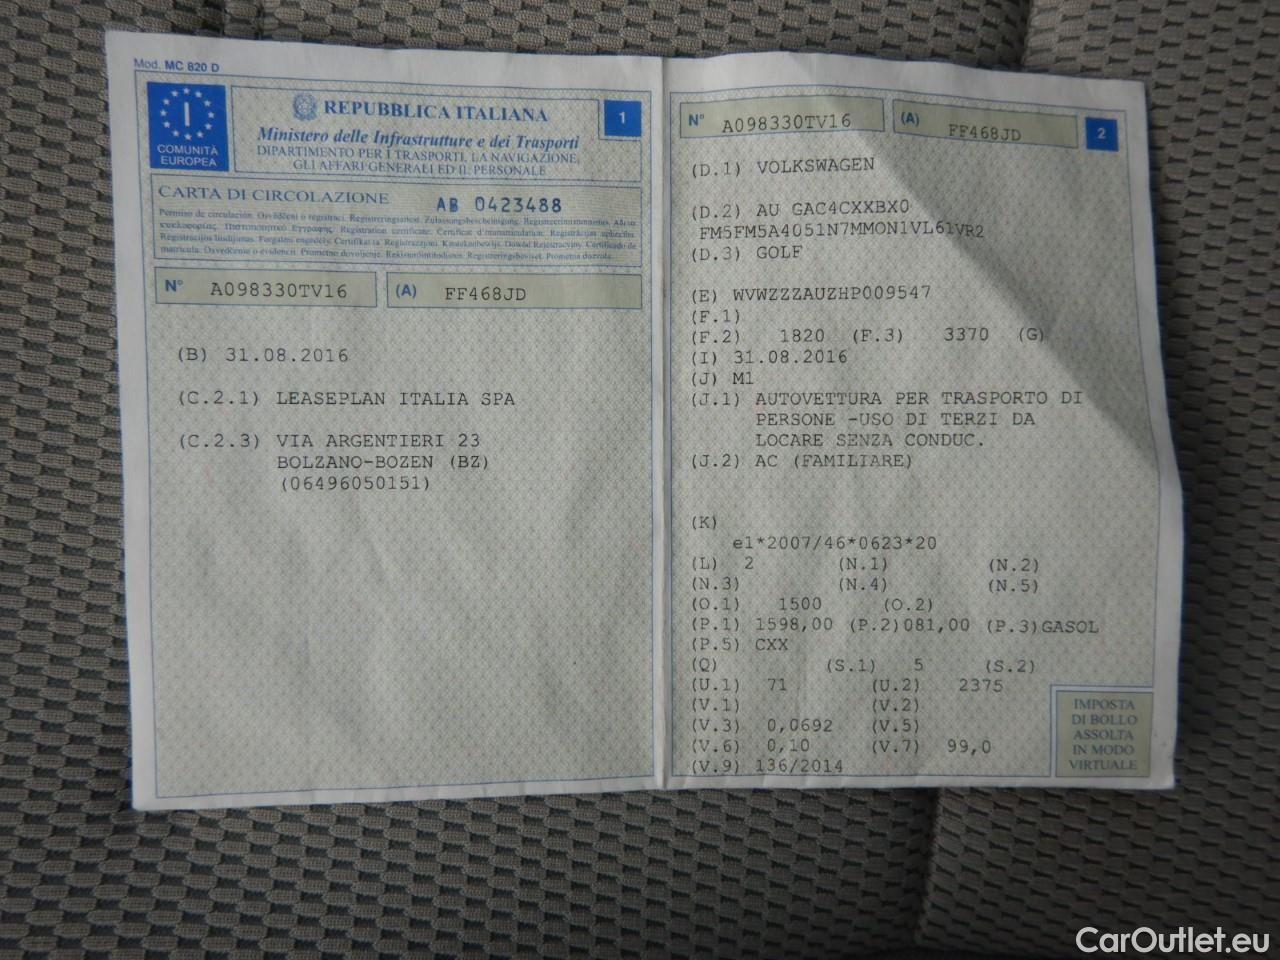 Mod. MC 820 D
I
COMUNITÀ
EUROPEA
REPUBBLICA ITALIANA
Ministero delle Infrastrutture e dei Trasporti
DIPARTIMENTO PER I TRASPORTI, LA NAVIGAZIONE,
GLI AFFARI GENERALI ED IL PERSONALE
1
CARTA DI CIRCOLAZIONE AB 0423488
N° A098330TV16 (A) FF468JD
(B) 31.08.2016
(C.2.1) LEASEPLAN ITALIA SPA
(C.2.3) VIA ARGENTIERI 23
BOLZANO-BOZEN (BZ)
(06496050151)
N° A098330TV16 (A) FF468JD 2
(D.1) VOLKSWAGEN
(D.2) AU GAC4CXXBX0
FM5FM5A4051N7MMON1VL61VR2
(D.3) GOLF
(E) WVWZZZAUZHP009547
(F.1)
(F.2) 1820 (F.3) 3370 (G)
(I) 31.08.2016
(J) M1
(J.1) AUTOVETTURA PER TRASPORTO DI
PERSONE -USO DI TERZI DA
LOCARE SENZA CONDUC.
(J.2) AC (FAMILIARE)
(K)
e1*2007/46*0623*20
(L) 2 (N.1) (N.2)
(N.3) (N.4) (N.5)
(O.1) 1500 (O.2)
(P.1) 1598,00 (P.2)081,00 (P.3)GASOL
(P.5) CXX
(Q) (S.1) 5 (S.2)
(U.1) 71 (U.2) 2375
(V.1) (V.2)
(V.3) 0,0692 (V.5)
(V.6) 0,10 (V.7) 99,0
(V.9) 136/2014
IMPOSTA
DI BOLLO
ASSOLTA
IN MODO
VIRTUALE
CarOutlet.eu